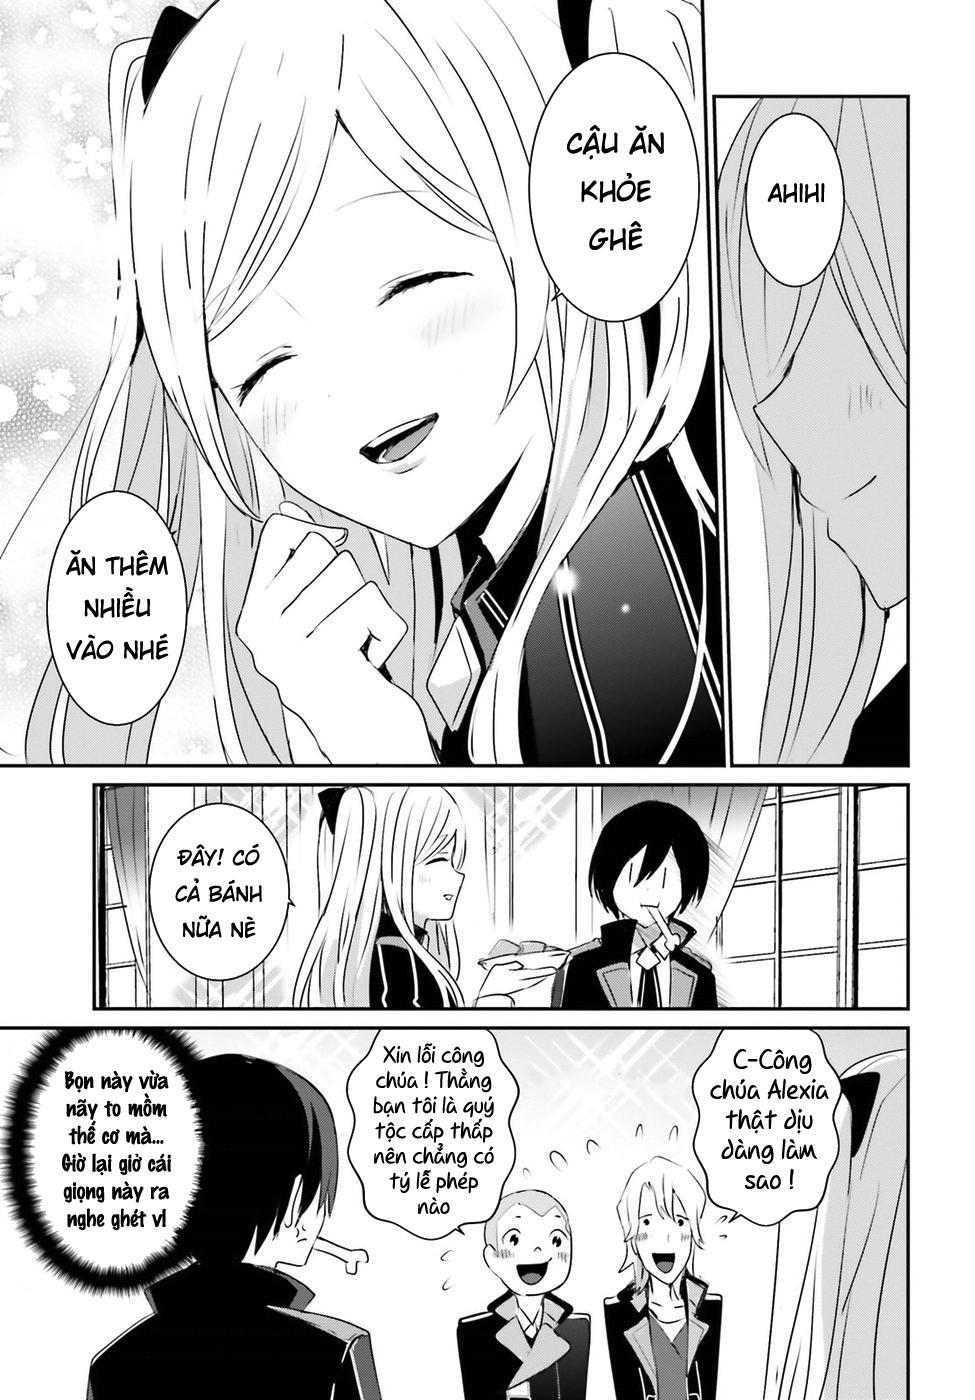 AHIHI
CẬU ĂN
KHỎE
GHÊ
ĂN THÊM
NHIỀU
VÀO NHÉ
ĐÂY! CÓ
CẢ BÁNH
NỮA NÈ
C-Công
chúa Alexia
thật dịu
dàng làm
sao !
Xin lỗi công
chúa ! Thằng
bạn tôi là quý
tộc cấp thấp
nên chẳng có
tý lễ phép
nào
Bọn này vừa
nãy to mồm
thế cơ mà...
Giờ lại giở cái
giọng này ra
nghe ghét vl